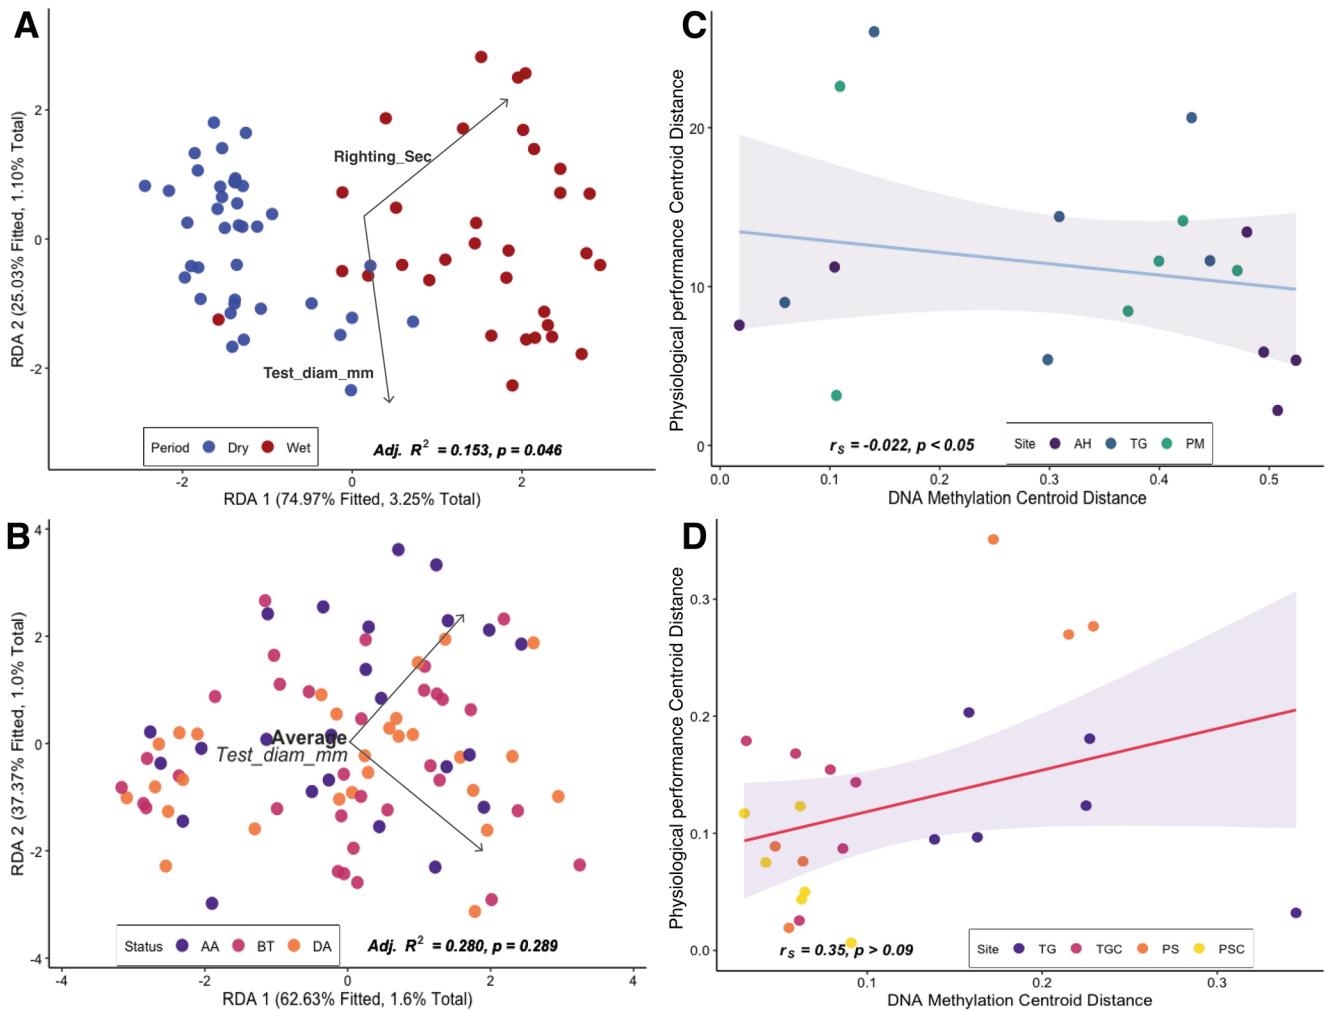 A
RDA 2 (25.03% Fitted, 1.10% Total)
2
0
-2
Righting_Sec
Test_diam_mm
Period Dry Wet
Adj. R² = 0.153, p = 0.046
-2 0 2
RDA 1 (74.97% Fitted, 3.25% Total)
C
Physiological performance Centroid Distance
20
10
0
rS = -0.022, p < 0.05
Site AH TG PM
0.0 0.1 0.2 0.3 0.4 0.5
DNA Methylation Centroid Distance
B
RDA 2 (37.37% Fitted, 1.0% Total)
4
2
0
-2
-4
Average
Test_diam_mm
Status AA BT DA
Adj. R² = 0.280, p = 0.289
-4 -2 0 2 4
RDA 1 (62.63% Fitted, 1.6% Total)
D
Physiological performance Centroid Distance
0.3
0.2
0.1
0.0
rS = 0.35, p > 0.09
Site TG TGC PS PSC
0.1 0.2 0.3
DNA Methylation Centroid Distance